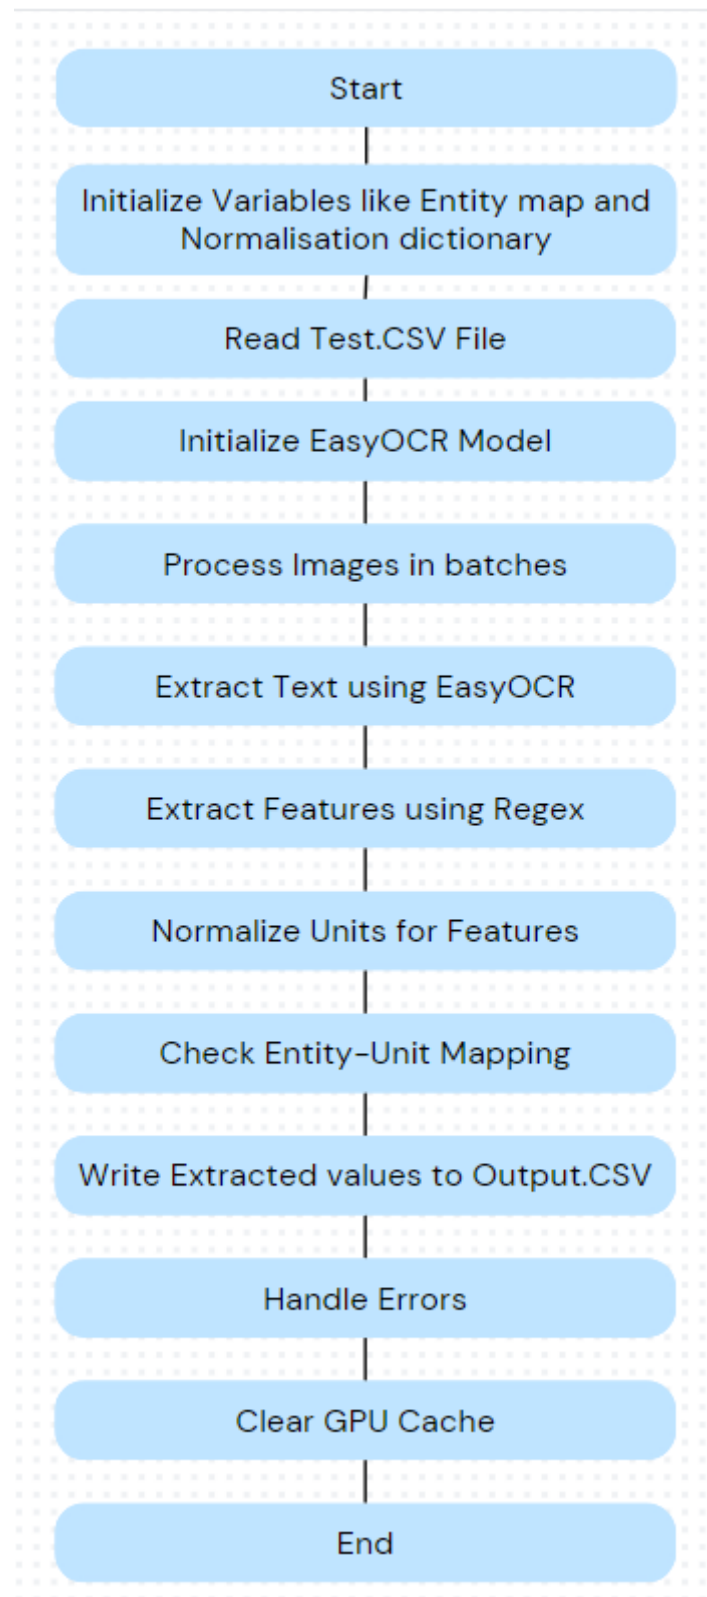 Start
Initialize Variables like Entity map and
Normalisation dictionary
Read Test.CSV File
Initialize EasyOCR Model
Process Images in batches
Extract Text using EasyOCR
Extract Features using Regex
Normalize Units for Features
Check Entity-Unit Mapping
Write Extracted values to Output.CSV
Handle Errors
Clear GPU Cache
End